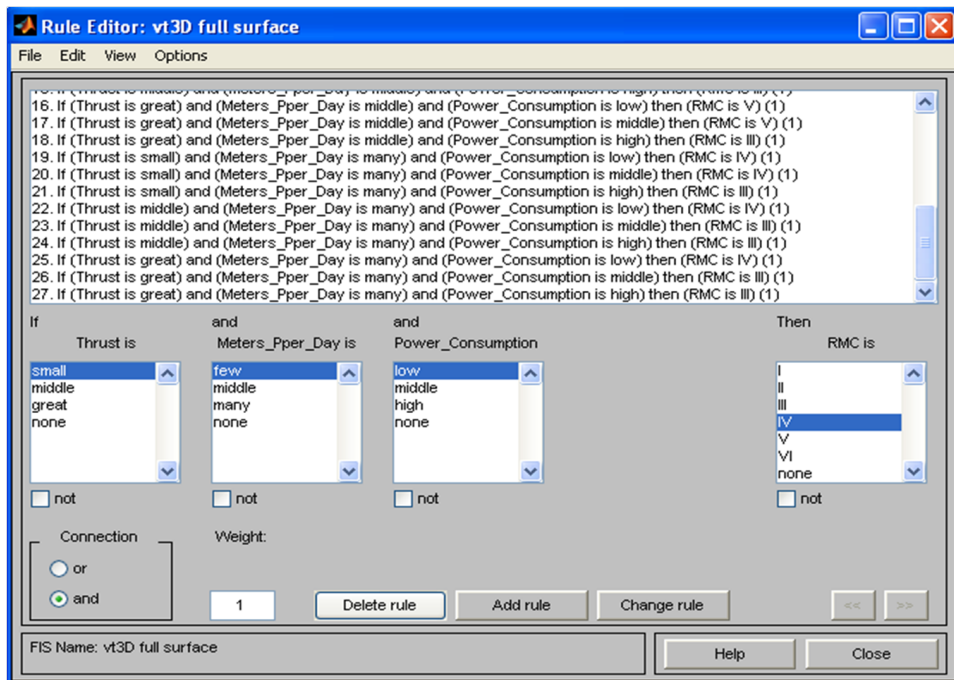 Rule Editor: vt3D full surface
File Edit View Options
16. If (Thrust is great) and (Meters_Pper_Day is middle) and (Power_Consumption is low) then (RMC is V) (1)
17. If (Thrust is great) and (Meters_Pper_Day is middle) and (Power_Consumption is middle) then (RMC is V) (1)
18. If (Thrust is great) and (Meters_Pper_Day is middle) and (Power_Consumption is high) then (RMC is III) (1)
19. If (Thrust is small) and (Meters_Pper_Day is many) and (Power_Consumption is low) then (RMC is IV) (1)
20. If (Thrust is small) and (Meters_Pper_Day is many) and (Power_Consumption is middle) then (RMC is IV) (1)
21. If (Thrust is small) and (Meters_Pper_Day is many) and (Power_Consumption is high) then (RMC is III) (1)
22. If (Thrust is middle) and (Meters_Pper_Day is many) and (Power_Consumption is low) then (RMC is IV) (1)
23. If (Thrust is middle) and (Meters_Pper_Day is many) and (Power_Consumption is middle) then (RMC is III) (1)
24. If (Thrust is middle) and (Meters_Pper_Day is many) and (Power_Consumption is high) then (RMC is III) (1)
25. If (Thrust is great) and (Meters_Pper_Day is many) and (Power_Consumption is low) then (RMC is IV) (1)
26. If (Thrust is great) and (Meters_Pper_Day is many) and (Power_Consumption is middle) then (RMC is III) (1)
27. If (Thrust is great) and (Meters_Pper_Day is many) and (Power_Consumption is high) then (RMC is III) (1)
If and and Then
Thrust is Meters_Pper_Day is Power_Consumption RMC is
small few low I
middle middle middle II
great many high III
none none none IV
V
VI
none
not not not not
Connection Weight:
or
and 1 Delete rule Add rule Change rule << >>
FIS Name: vt3D full surface Help Close